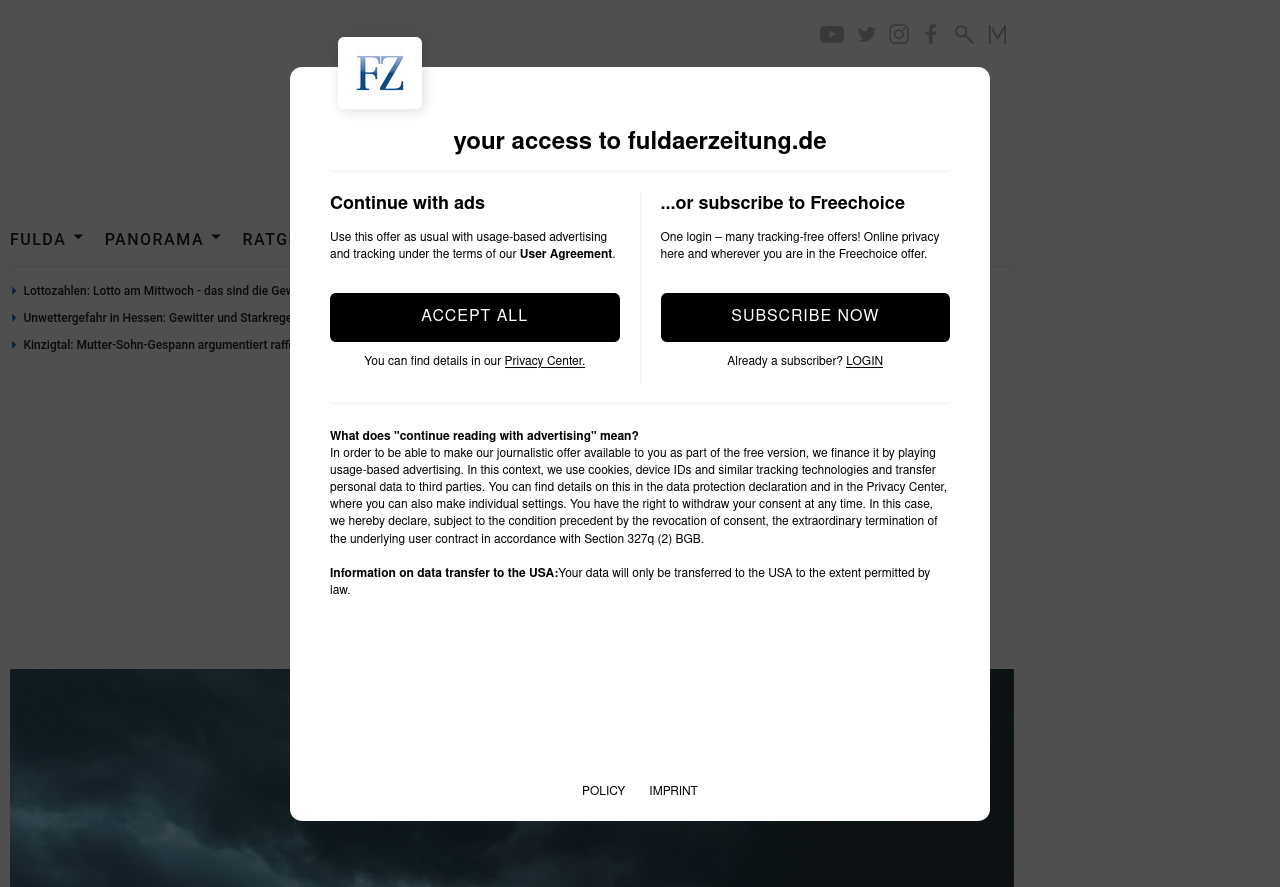 FZ
your access to fuldaerzeitung.de
FULDA PANORAMA RATG
Lottozahlen: Lotto am Mittwoch - das sind die
Unwettergefahr in Hessen: Gewitter und
Kinzigtal: Mutter-Sohn-Gespann argumentiert
Continue with ads
Use this offer as usual with usage-based advertising
and tracking under the terms of our User Agreement.
ACCEPT ALL
You can find details in our Privacy Center.
...or subscribe to Freechoice
One login – many tracking-free offers! Online privacy
here and wherever you are in the Freechoice offer.
SUBSCRIBE NOW
Already a subscriber? LOGIN
What does "continue reading with advertising" mean?
In order to be able to make our journalistic offer available to you as part of the free version, we finance it by playing
usage-based advertising. In this context, we use cookies, device IDs and similar tracking technologies and transfer
personal data to third parties. You can find details on this in the data protection declaration and in the Privacy Center,
where you can also make individual settings. You have the right to withdraw your consent at any time. In this case,
we hereby declare, subject to the condition precedent by the revocation of consent, the extraordinary termination of
the underlying user contract in accordance with Section 327q (2) BGB.
Information on data transfer to the USA:Your data will only be transferred to the USA to the extent permitted by
law.
POLICY IMPRINT